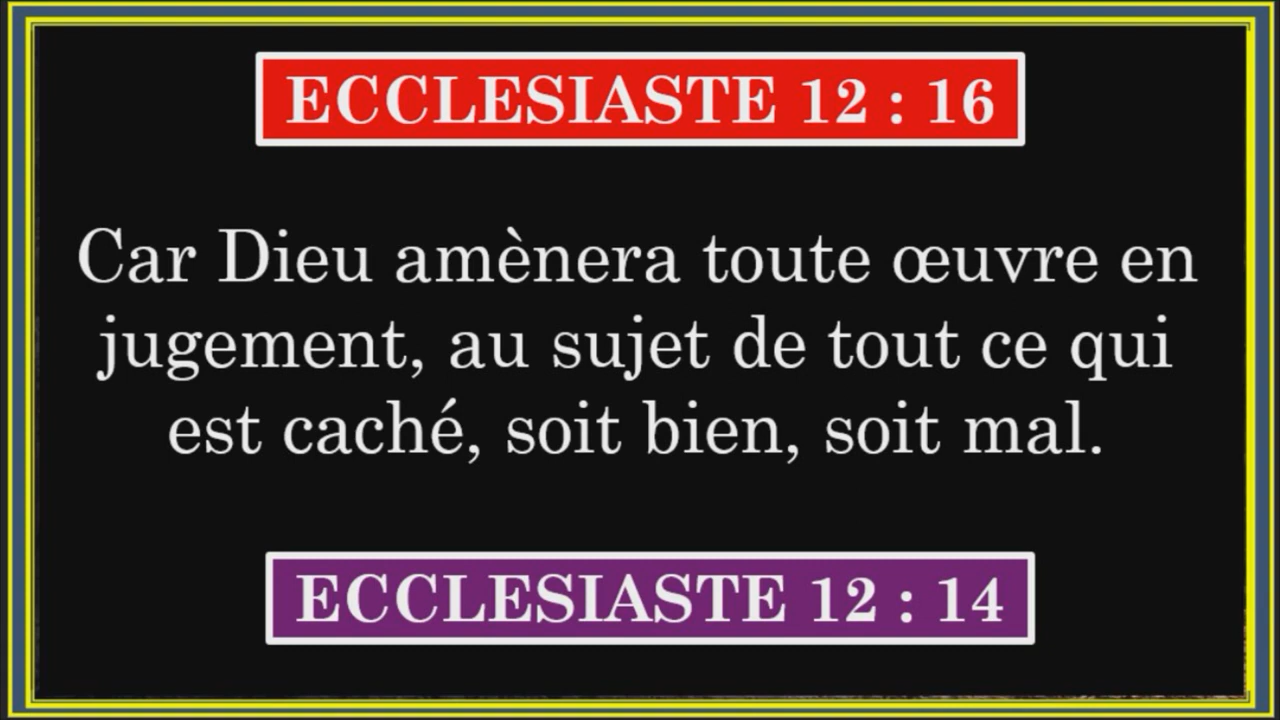 ECCLESIASTE 12 : 16
Car Dieu amènera toute œuvre en
jugement, au sujet de tout ce qui
est caché, soit bien, soit mal.
ECCLESIASTE 12 : 14